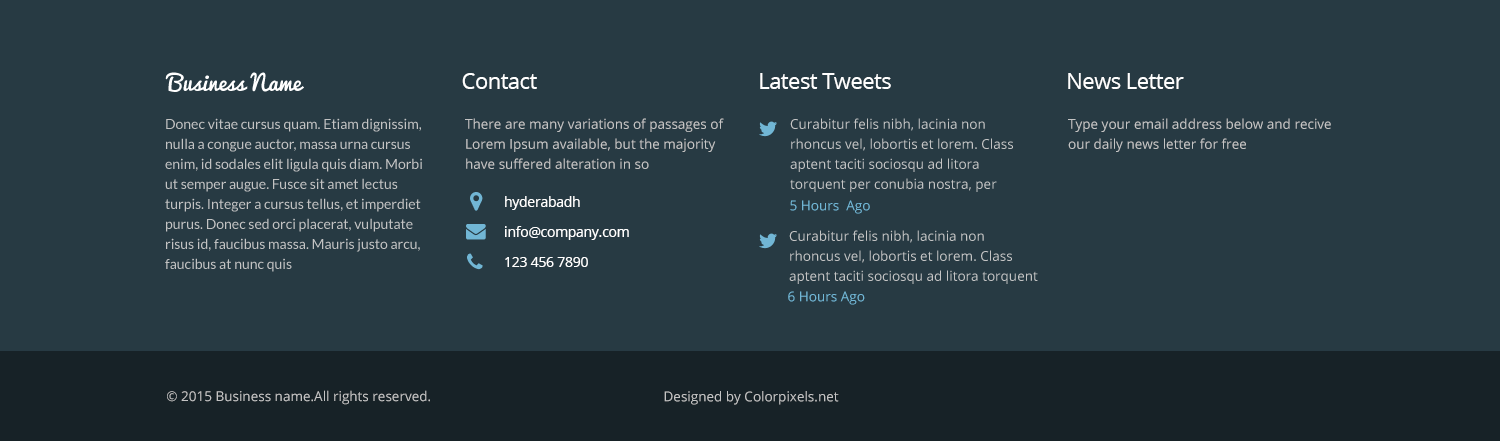 Business Name
Donec vitae cursus quam. Etiam dignissim,
nulla a congue auctor, massa urna cursus
enim, id sodales elit ligula quis diam. Morbi
ut semper augue. Fusce sit amet lectus
turpis. Integer a cursus tellus, et imperdiet
purus. Donec sed orci placerat, vulputate
risus id, faucibus massa. Mauris justo arcu,
faucibus at nunc quis
Contact
There are many variations of passages of
Lorem Ipsum available, but the majority
have suffered alteration in so
hyderabadh
info@company.com
123 456 7890
Latest Tweets
Curabitur felis nibh, lacinia non
rhoncus vel, lobortis et lorem. Class
aptent taciti sociosqu ad litora
torquent per conubia nostra, per
5 Hours  Ago
Curabitur felis nibh, lacinia non
rhoncus vel, lobortis et lorem. Class
aptent taciti sociosqu ad litora torquent
6 Hours Ago
News Letter
Type your email address below and recive
our daily news letter for free
© 2015 Business name.All rights reserved.
Designed by Colorpixels.net